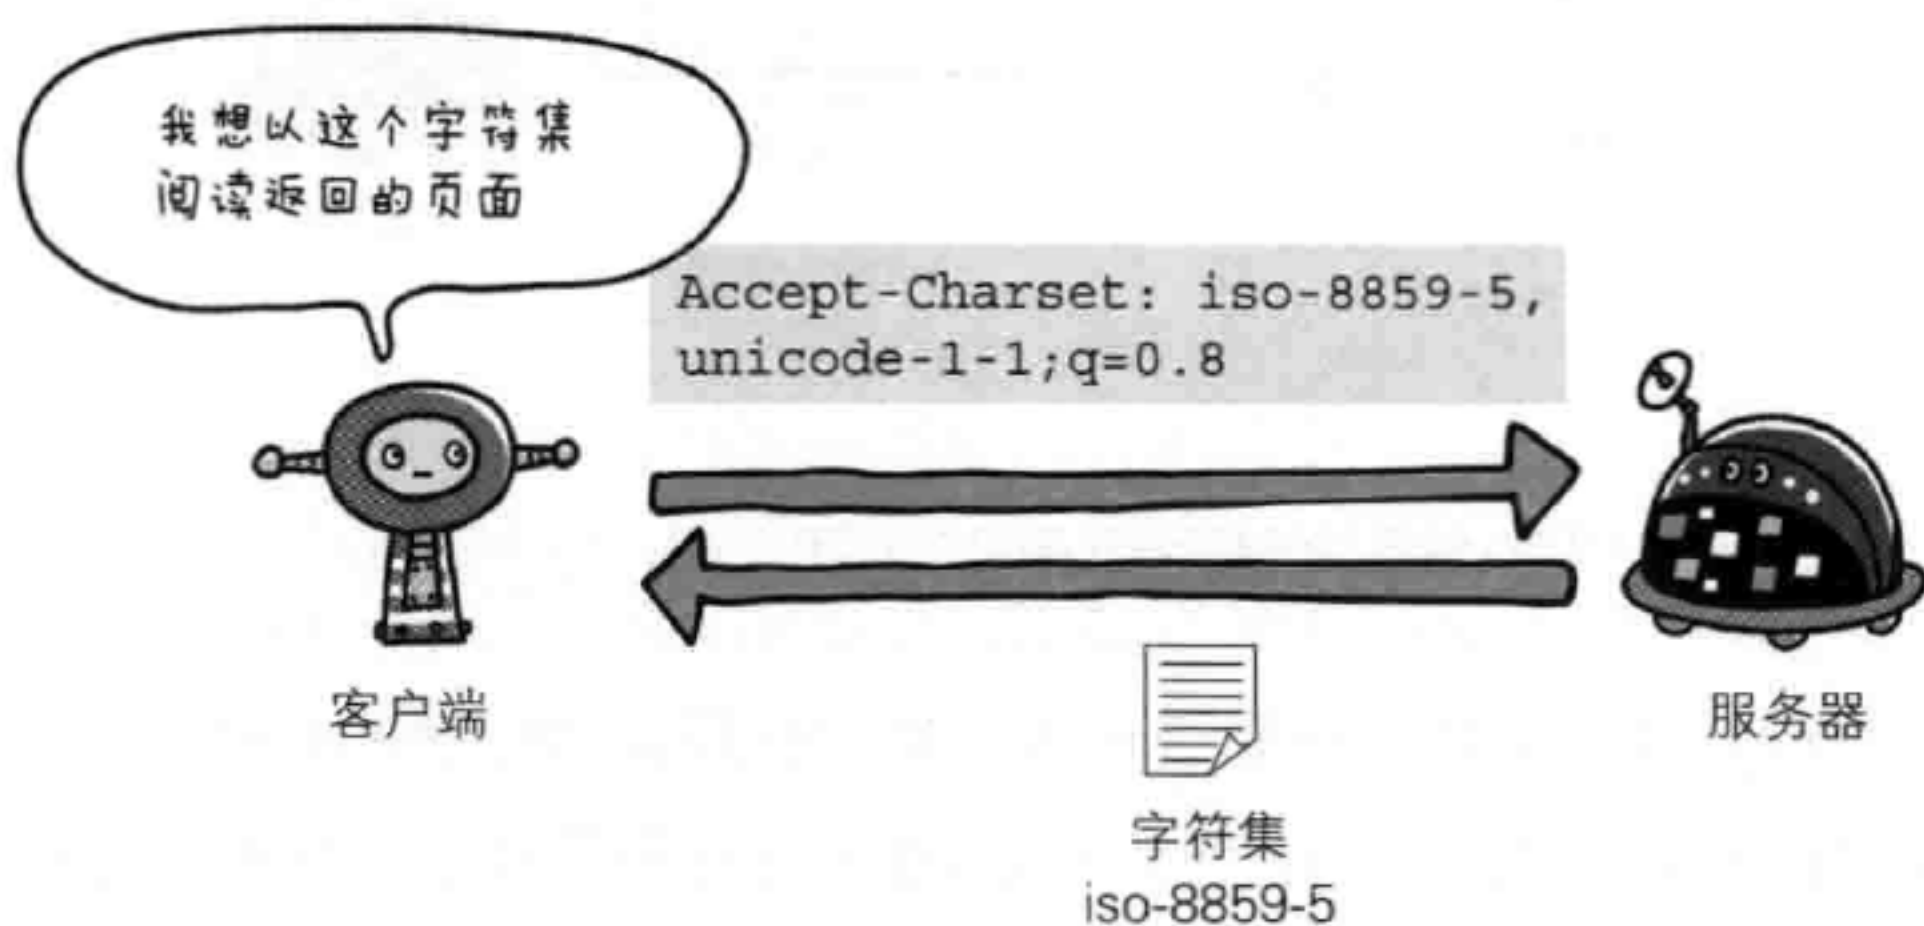 我想以这个字符集
阅读返回的页面
Accept-Charset: iso-8859-5,
unicode-1-1;q=0.8
客户端
服务器
字符集
iso-8859-5